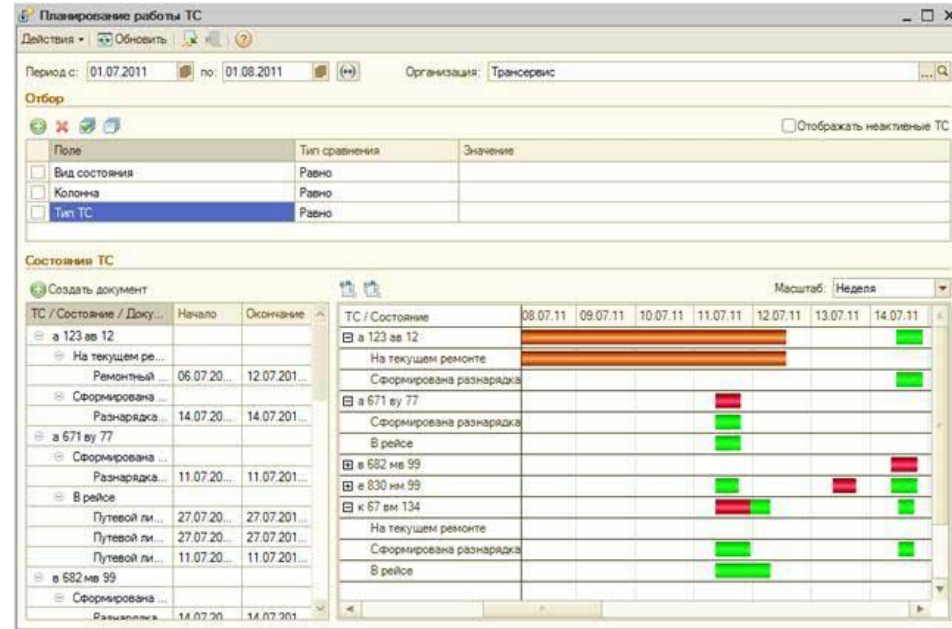 Планирование работы ТС
Действия Обновить
Период с: 01.07.2011 по: 01.08.2011 Организация: Трансервис
Отбор
Отображать неактивные ТС
Поле Тип сравнения Значение
Вид состояния Равно
Колонна Равно
Тип ТС Равно
Состояния ТС
Создать документ
ТС / Состояние / Доку... Начало Окончание
а 123 ав 12
На текущем ре...
Ремонтный ... 06.07.20... 12.07.201...
Сформирована ...
Разнарядка... 14.07.20... 14.07.201...
а 671 ву 77
Сформирована ...
Разнарядка... 11.07.20... 11.07.201...
В рейсе
Путевой ли... 27.07.20... 27.07.201...
Путевой ли... 27.07.20... 27.07.201...
Путевой ли... 11.07.20... 11.07.201...
в 682 мв 99
Сформирована ...
Разнарядка... 14.07.20... 14.07.201...
Масштаб: Неделя
ТС / Состояние 08.07.11 09.07.11 10.07.11 11.07.11 12.07.11 13.07.11 14.07.11
а 123 ав 12
На текущем ремонте
Сформирована разнарядка
а 671 ву 77
Сформирована разнарядка
В рейсе
в 682 мв 99
е 830 нм 99
к 67 вм 134
На текущем ремонте
Сформирована разнарядка
В рейсе